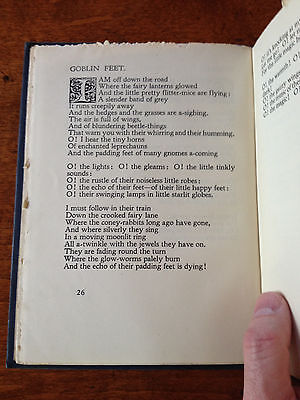 GOBLIN FEET.
I AM off down the road
Where the fairy lanterns glowed
And the little pretty flitter-mice are flying:
A slender band of grey
It runs creepily away
And the hedges and the grasses are a-sighing.
The air is full of wings,
And of blundering beetle-things
That warn you with their whirring and their humming.
O! I hear the tiny horns
Of enchanted leprechauns
And the padding feet of many gnomes a-coming
O! the lights: O! the gleams: O! the little tinkly
sounds:
O! the rustle of their noiseless little robes:
O! the echo of their feet—of their little happy feet:
O! their swinging lamps in little starlit globes.
I must follow in their train
Down the crooked fairy lane
Where the coney-rabbits long ago have gone,
And where silverly they sing
In a moving moonlit ring
All a-twinkle with the jewels they have on.
They are fading round the turn
Where the glow-worms palely burn
And the echo of their padding feet is dying!
26
O! the
O! the